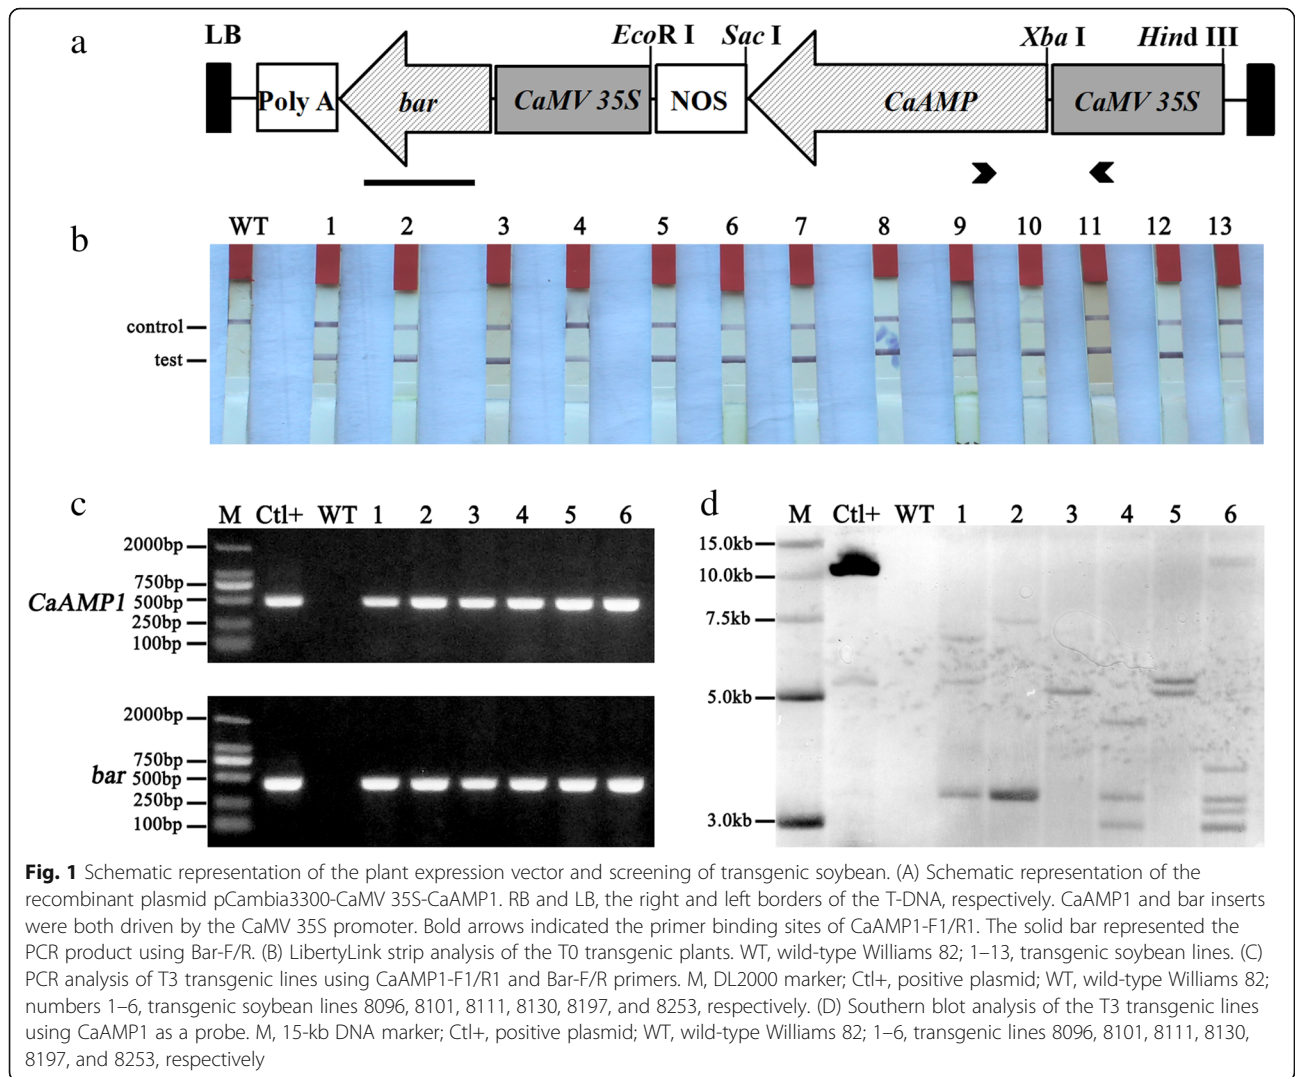 a
LB
EcoR I
Sac I
Xba I
Hind III
Poly A
bar
CaMV 35S
NOS
CaAMP
CaMV 35S
b
WT 1 2 3 4 5 6 7 8 9 10 11 12 13
control
test
c
M Ctl+ WT 1 2 3 4 5 6
2000bp
750bp
CaAMP1 500bp
250bp
100bp
2000bp
750bp
bar 500bp
250bp
100bp
d
M Ctl+ WT 1 2 3 4 5 6
15.0kb
10.0kb
7.5kb
5.0kb
3.0kb
Fig. 1 Schematic representation of the plant expression vector and screening of transgenic soybean. (A) Schematic representation of the
recombinant plasmid pCambia3300-CaMV 35S-CaAMP1. RB and LB, the right and left borders of the T-DNA, respectively. CaAMP1 and bar inserts
were both driven by the CaMV 35S promoter. Bold arrows indicated the primer binding sites of CaAMP1-F1/R1. The solid bar represented the
PCR product using Bar-F/R. (B) LibertyLink strip analysis of the T0 transgenic plants. WT, wild-type Williams 82; 1–13, transgenic soybean lines. (C)
PCR analysis of T3 transgenic lines using CaAMP1-F1/R1 and Bar-F/R primers. M, DL2000 marker; Ctl+, positive plasmid; WT, wild-type Williams 82;
numbers 1–6, transgenic soybean lines 8096, 8101, 8111, 8130, 8197, and 8253, respectively. (D) Southern blot analysis of the T3 transgenic lines
using CaAMP1 as a probe. M, 15-kb DNA marker; Ctl+, positive plasmid; WT, wild-type Williams 82; 1–6, transgenic lines 8096, 8101, 8111, 8130,
8197, and 8253, respectively